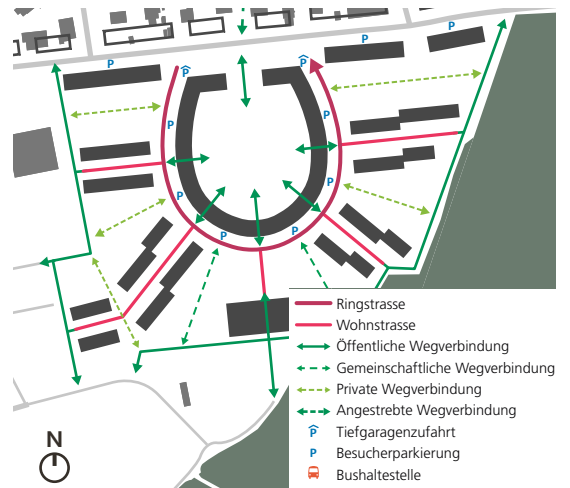 P
P
P
P
P
P
P
P
P
P
P
P
Ringstrasse
Wohnstrasse
Öffentliche Wegverbindung
Gemeinschaftliche Wegverbindung
Private Wegverbindung
Angestrebte Wegverbindung
P Tiefgaragenzufahrt
P Besucherparkierung
Bushaltestelle
N